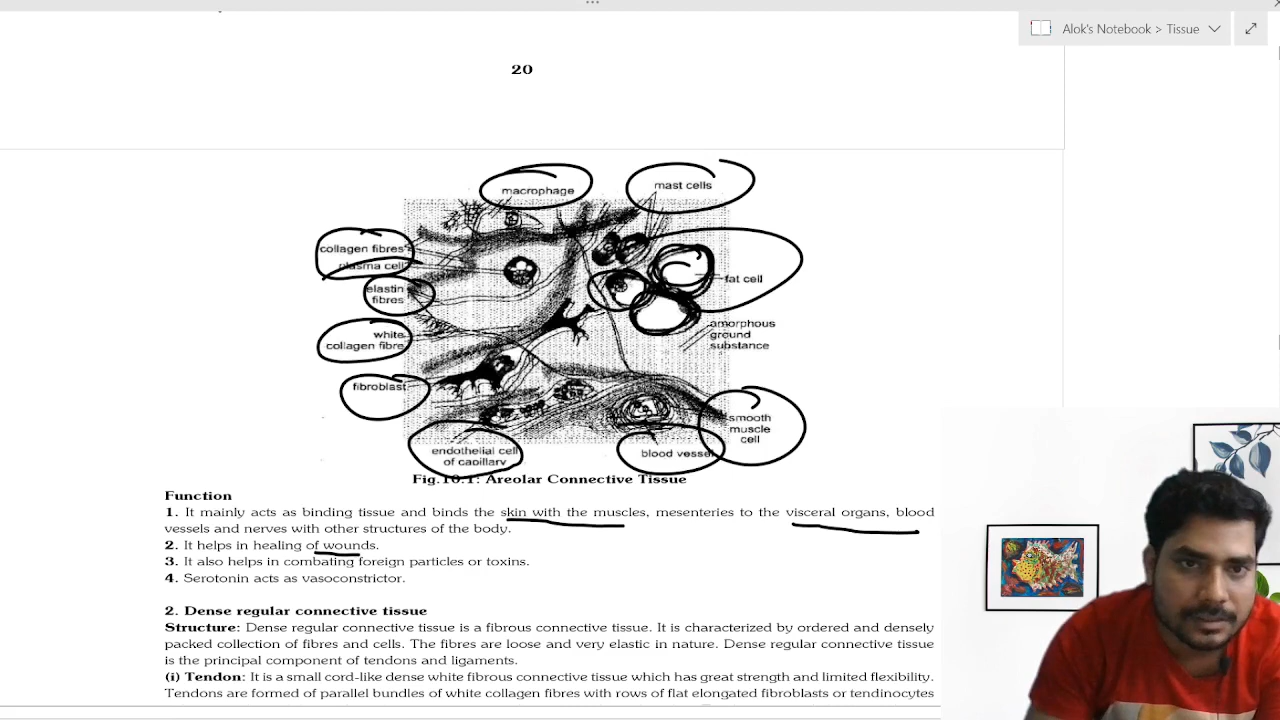 Alok's Notebook > Tissue
20
macrophage
mast cells
collagen fibres
plasma cell
elastin
fibres
white
collagen fibre
fibroblast
endothelial cell
of capillary
blood vessel
smooth
muscle
cell
fat cell
amorphous
ground
substance
Fig.10.1: Areolar Connective Tissue
Function
1. It mainly acts as binding tissue and binds the skin with the muscles, mesenteries to the visceral organs, blood
vessels and nerves with other structures of the body.
2. It helps in healing of wounds.
3. It also helps in combating foreign particles or toxins.
4. Serotonin acts as vasoconstrictor.
2. Dense regular connective tissue
Structure: Dense regular connective tissue is a fibrous connective tissue. It is characterized by ordered and densely
packed collection of fibres and cells. The fibres are loose and very elastic in nature. Dense regular connective tissue
is the principal component of tendons and ligaments.
(i) Tendon: It is a small cord-like dense white fibrous connective tissue which has great strength and limited flexibility.
Tendons are formed of parallel bundles of white collagen fibres with rows of flat elongated fibroblasts or tendinocytes